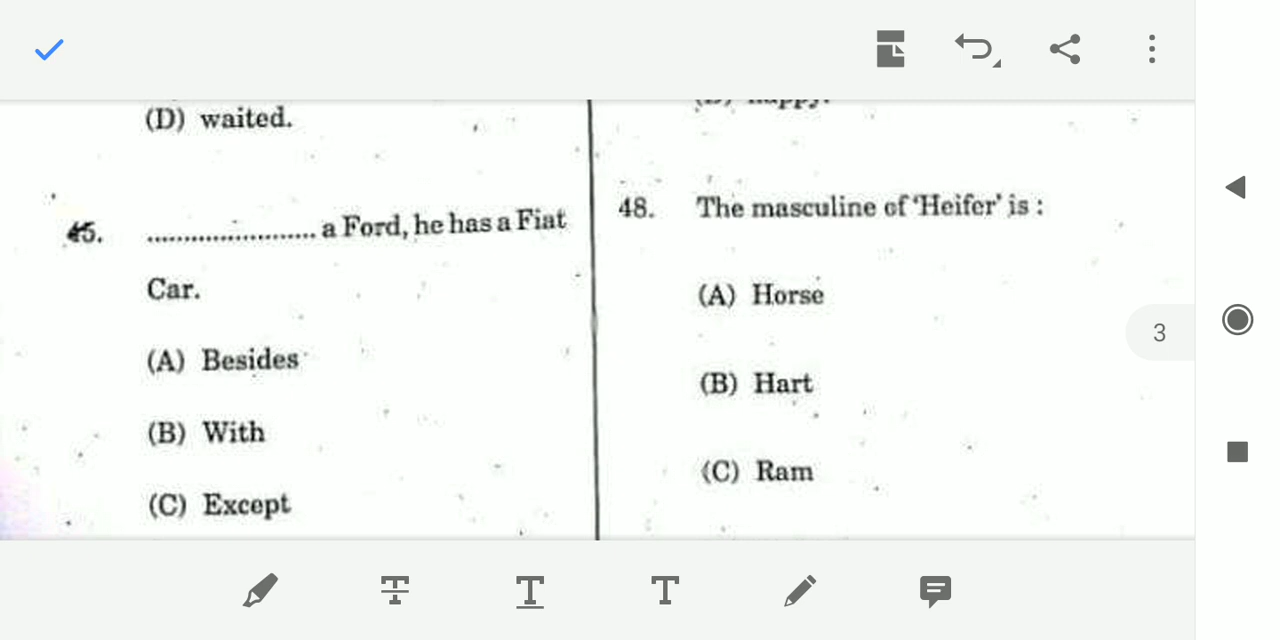 (D) waited.
45. ........................ a Ford, he has a Fiat
Car.
(A) Besides
(B) With
(C) Except
(D) happy.
48. The masculine of ‘Heifer’ is :
(A) Horse
(B) Hart
(C) Ram
3